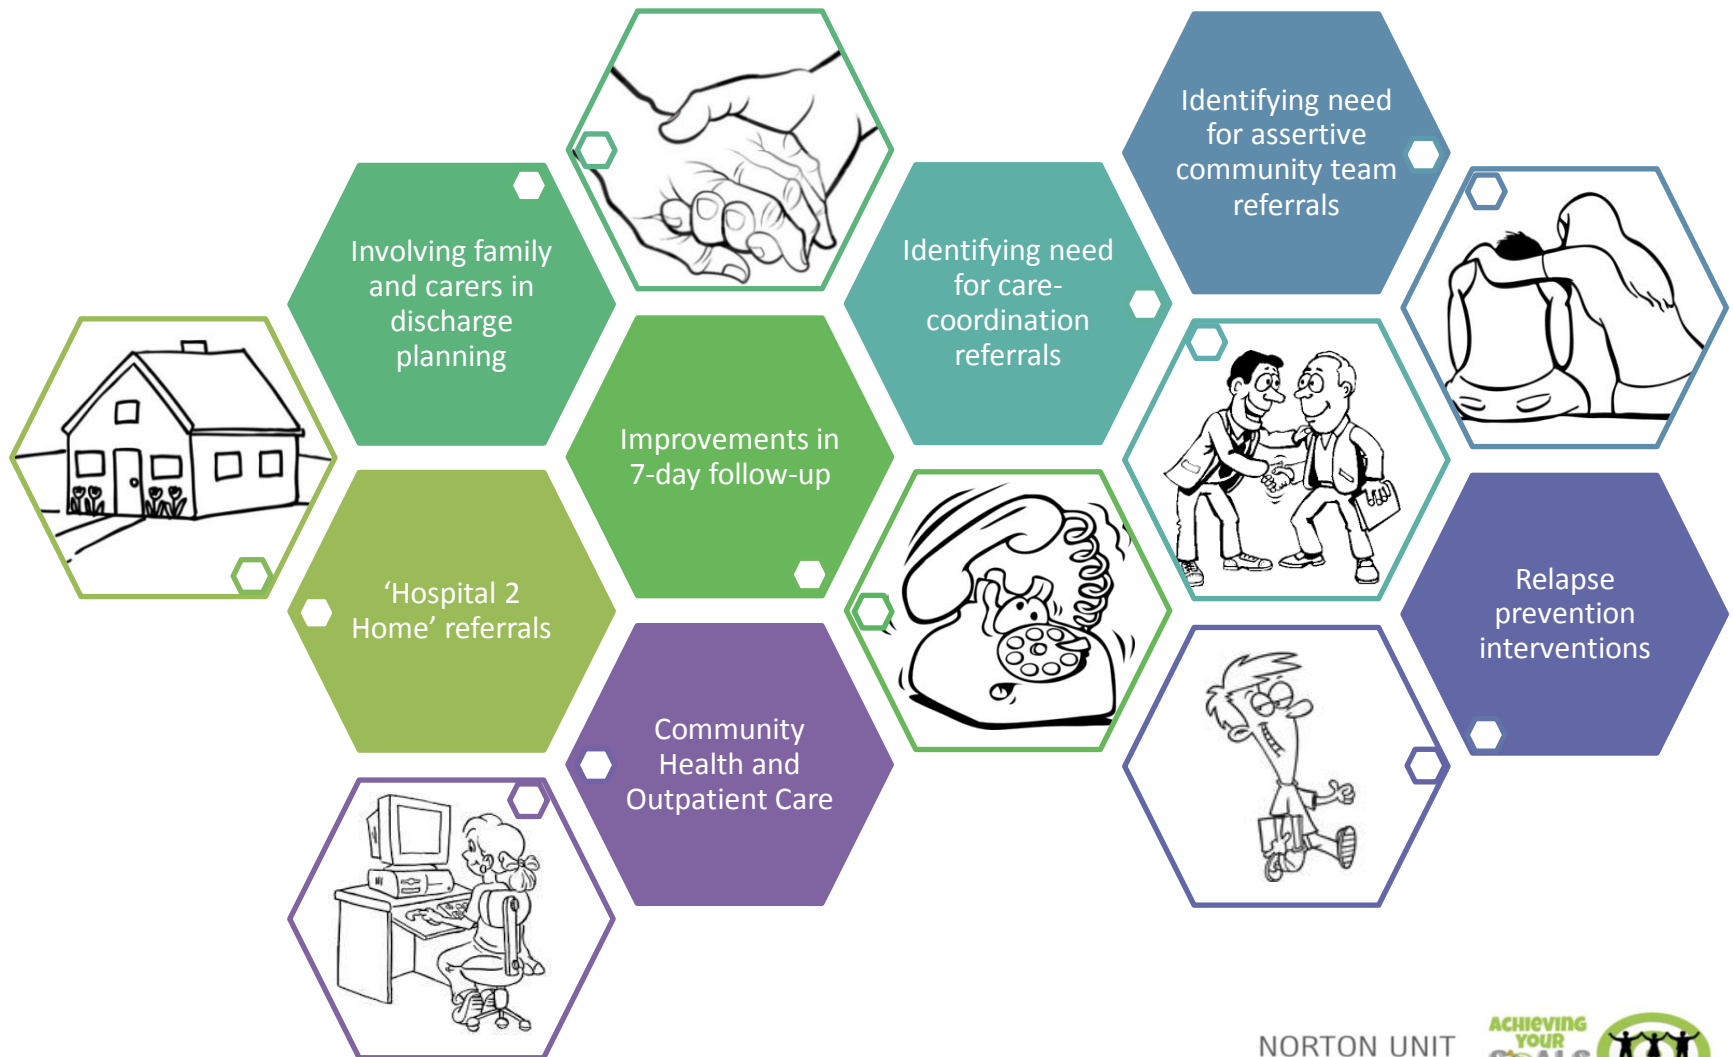 Identifying need
for assertive
community team
referrals
Involving family
and carers in
discharge
planning
Identifying need
for care-
coordination
referrals
Improvements in
7-day follow-up
‘Hospital 2
Home’ referrals
Relapse
prevention
interventions
Community
Health and
Outpatient Care
NORTON UNIT
ACHIEVING
YOUR
GOALS